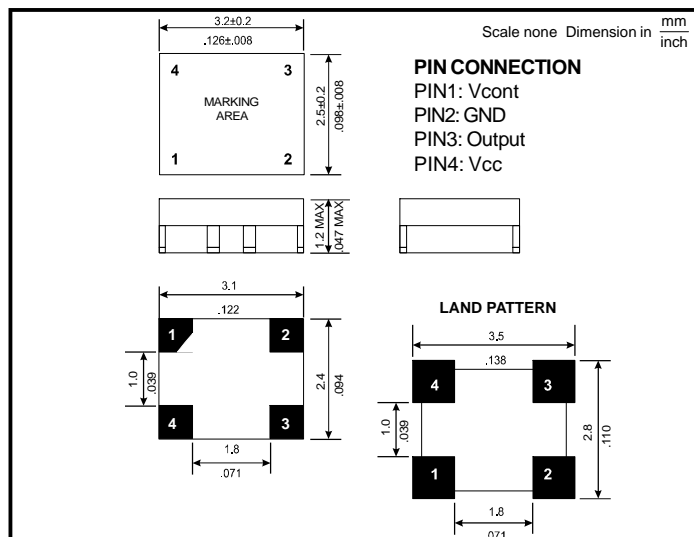 3.2±0.2
.126±.008
Scale none Dimension in mm
inch
4 3
MARKING
AREA
1 2
2.5±0.2
.098±.008
PIN CONNECTION
PIN1: Vcont
PIN2: GND
PIN3: Output
PIN4: Vcc
1.2 MAX
.047 MAX
3.1
.122
1 2
4 3
1.0
.039
2.4
.094
1.8
.071
LAND PATTERN
3.5
.138
4 3
1 2
1.0
.039
2.8
.110
1.8
.071